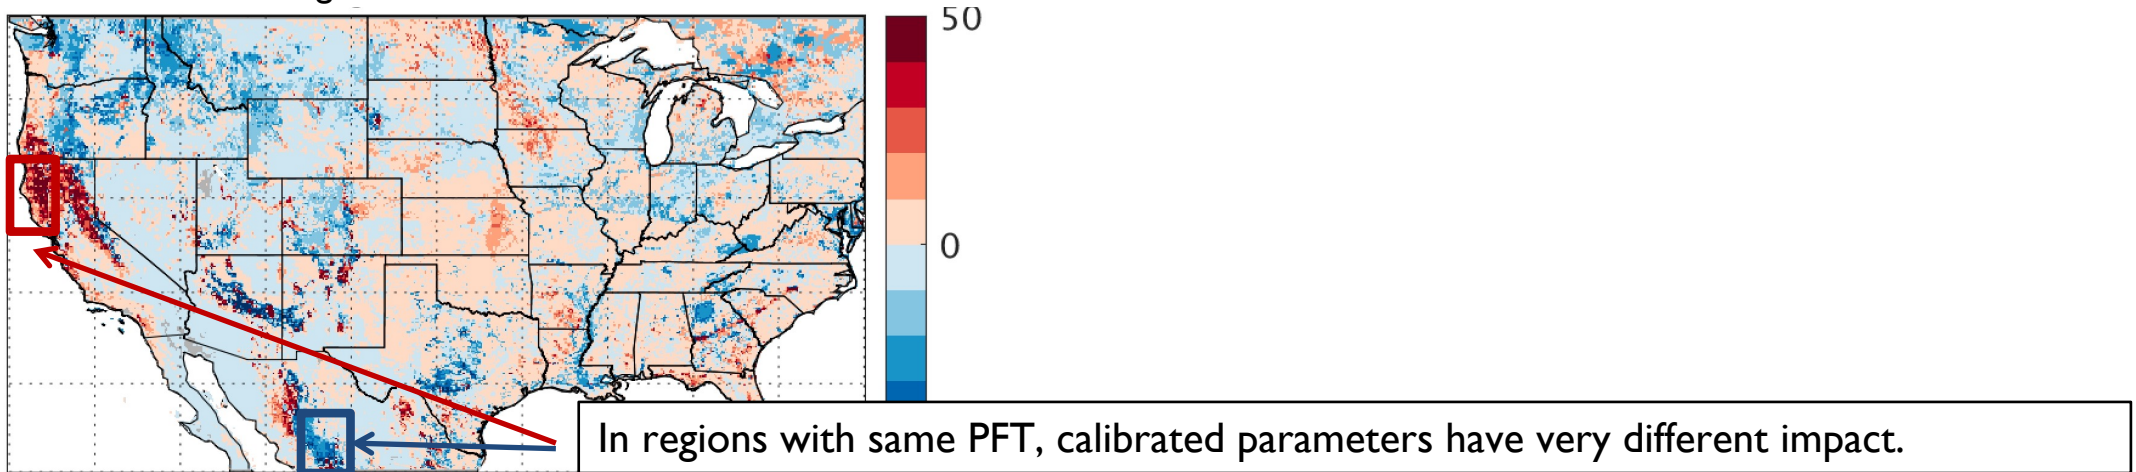 50
0
In regions with same PFT, calibrated parameters have very different impact.